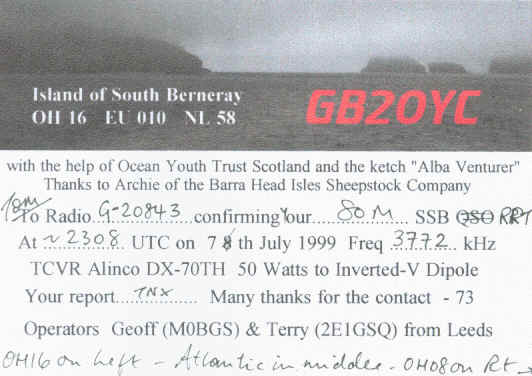 Island of South Berneray
OH 16 EU 010 NL 58
GB2OYC
with the help of Ocean Youth Trust Scotland and the ketch "Alba Venturer"
Thanks to Archie of the Barra Head Isles Sheepstock Company
To Radio..G-20843...confirming Your......80M...... SSB QSO RPT
At ~2308 UTC on 7 8 th July 1999 Freq .3772.. kHz
TCVR Alinco DX-70TH 50 Watts to Inverted-V Dipole
Your report....TNX...... Many thanks for the contact - 73
Operators Geoff (M0BGS) & Terry (2E1GSQ) from Leeds
OH16 on Left - Atlantic in middle - OH08 on Rt -